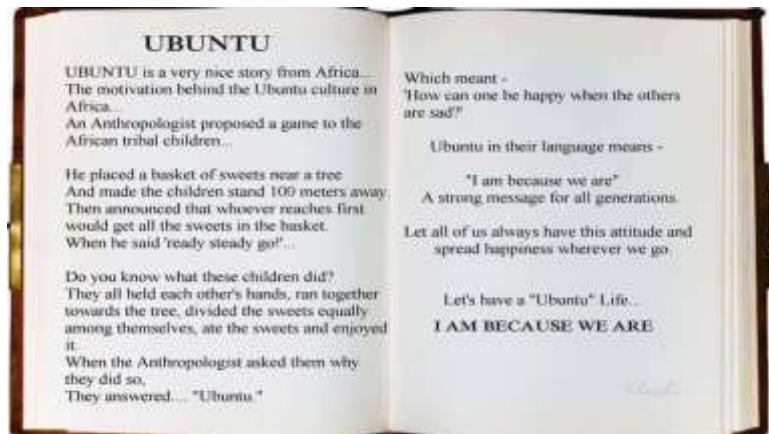 UBUNTU
UBUNTU is a very nice story from Africa...
The motivation behind the Ubuntu culture in
Africa...
An Anthropologist proposed a game to the
African tribal children...
He placed a basket of sweets near a tree
And made the children stand 100 meters away.
Then announced that whoever reaches first
would get all the sweets in the basket.
When he said 'ready steady go!'...
Do you know what these children did?
They all held each other's hands, ran together
towards the tree, divided the sweets equally
among themselves, ate the sweets and enjoyed
it.
When the Anthropologist asked them why
they did so,
They answered.... "Ubuntu."
Which meant -
'How can one be happy when the others
are sad?'
Ubuntu in their language means -
"I am because we are"
A strong message for all generations.
Let all of us always have this attitude and
spread happiness wherever we go.
Let's have a "Ubuntu" Life...
I AM BECAUSE WE ARE